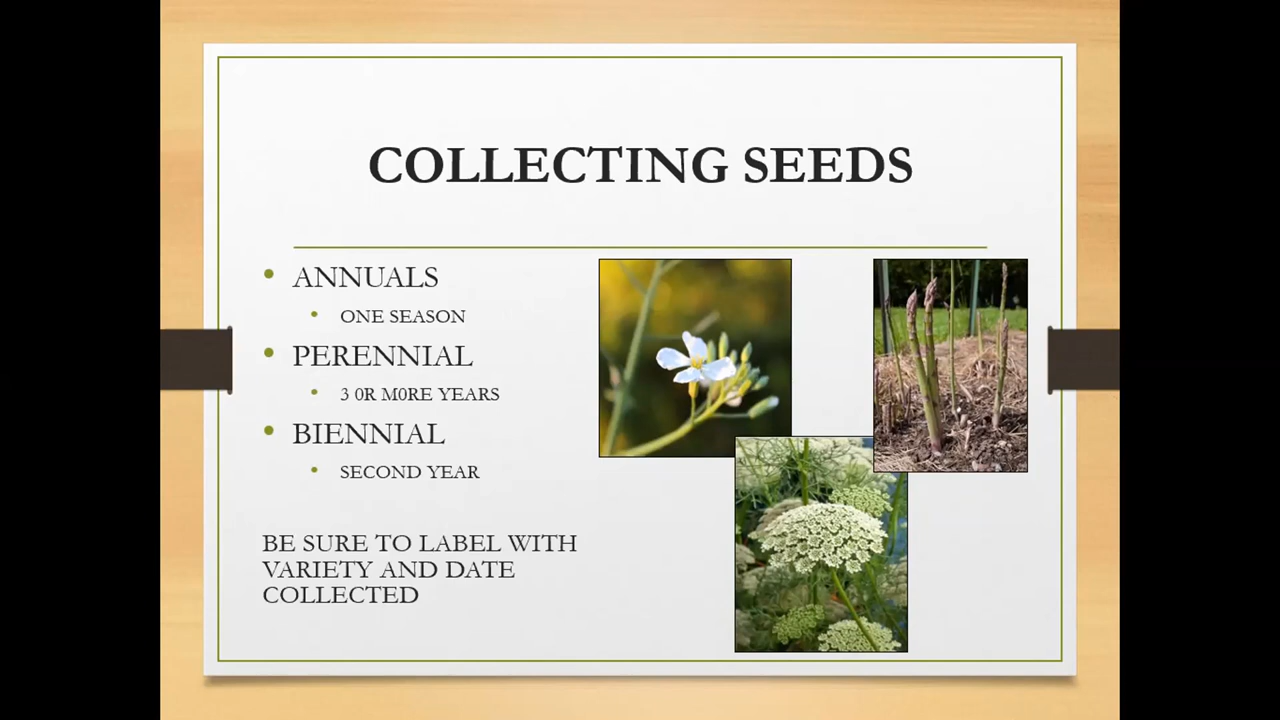 COLLECTING SEEDS
ANNUALS
ONE SEASON
PERENNIAL
3 0R M0RE YEARS
BIENNIAL
SECOND YEAR
BE SURE TO LABEL WITH
VARIETY AND DATE
COLLECTED